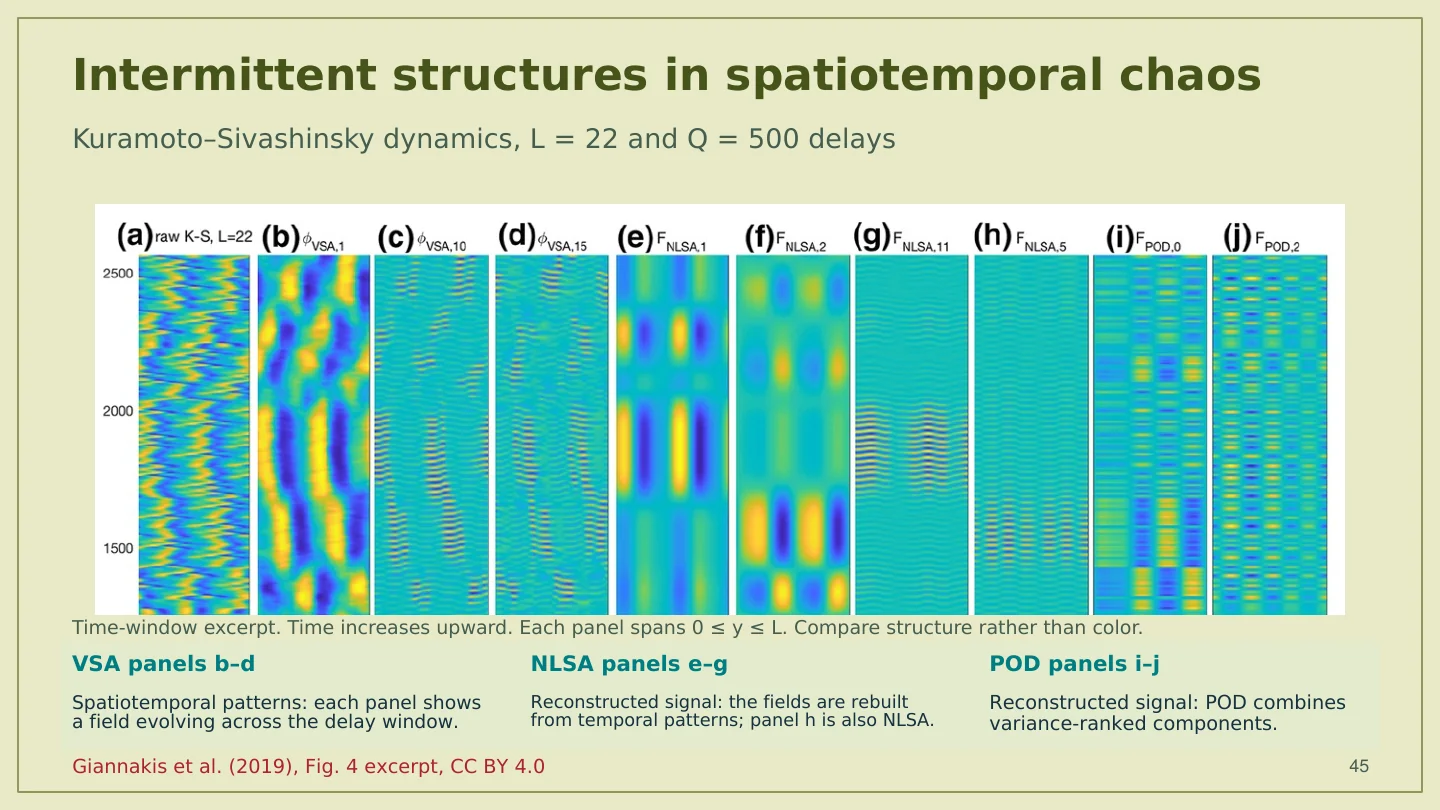 Intermittent structures in spatiotemporal chaos
Kuramoto–Sivashinsky dynamics, L = 22 and Q = 500 delays
(a) raw K-S, L=22 (b) ϕVSA,1 (c) ϕVSA,10 (d) ϕVSA,15 (e) FNLSA,1 (f) FNLSA,2 (g) FNLSA,11 (h) FNLSA,5 (i) FPOD,0 (j) FPOD,2
2500
2000
1500
Time-window excerpt. Time increases upward. Each panel spans 0 ≤ y ≤ L. Compare structure rather than color.
VSA panels b–d
Spatiotemporal patterns: each panel shows
a field evolving across the delay window.
NLSA panels e–g
Reconstructed signal: the fields are rebuilt
from temporal patterns; panel h is also NLSA.
POD panels i–j
Reconstructed signal: POD combines
variance-ranked components.
Giannakis et al. (2019), Fig. 4 excerpt, CC BY 4.0
45